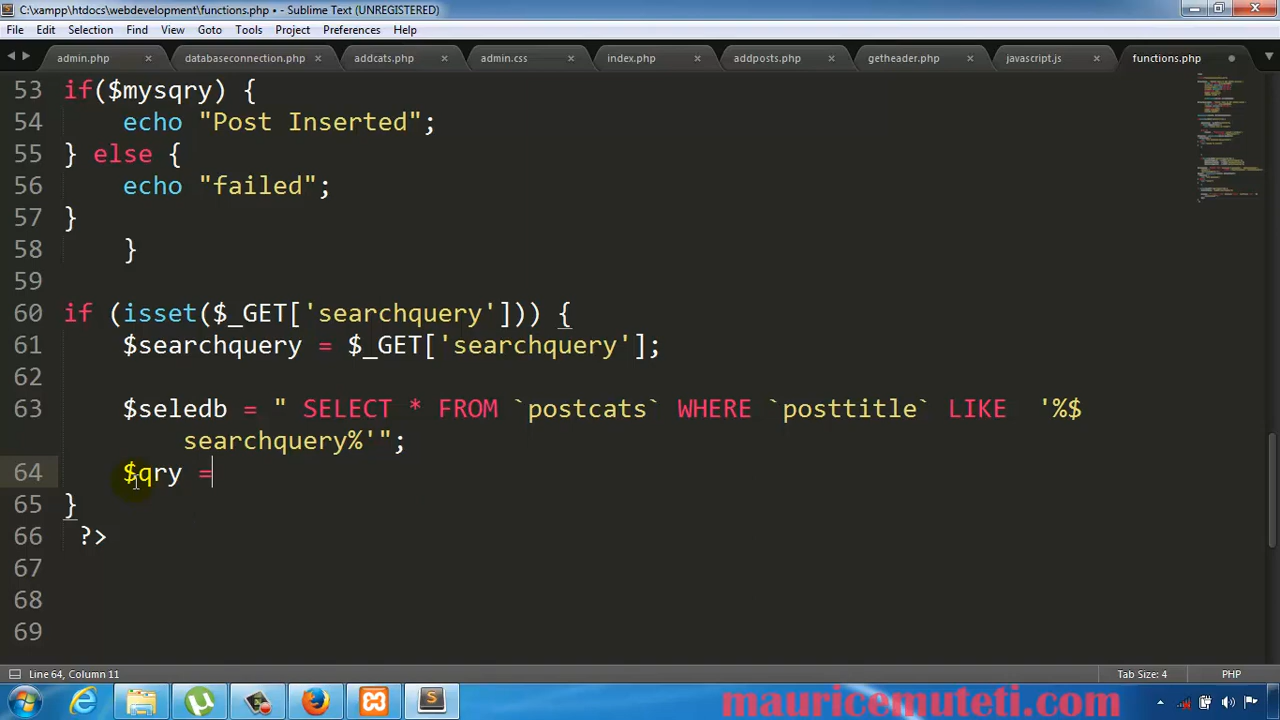 C:\xampp\htdocs\webdevelopment\functions.php • - Sublime Text (UNREGISTERED)
File Edit Selection Find View Goto Tools Project Preferences Help
admin.php databaseconnection.php addcats.php admin.css index.php addposts.php getheader.php javascript.js functions.php
53 if($mysqry) {
54 echo "Post Inserted";
55 } else {
56 echo "failed";
57 }
58 }
59
60 if (isset($_GET['searchquery'])) {
61 $searchquery = $_GET['searchquery'];
62
63 $seledb = " SELECT * FROM `postcats` WHERE `posttitle` LIKE  '%$
searchquery%'";
64 $qry =
65 }
66 ?>
67
68
69
Line 64, Column 11 Tab Size: 4 PHP
mauricemuteti.com